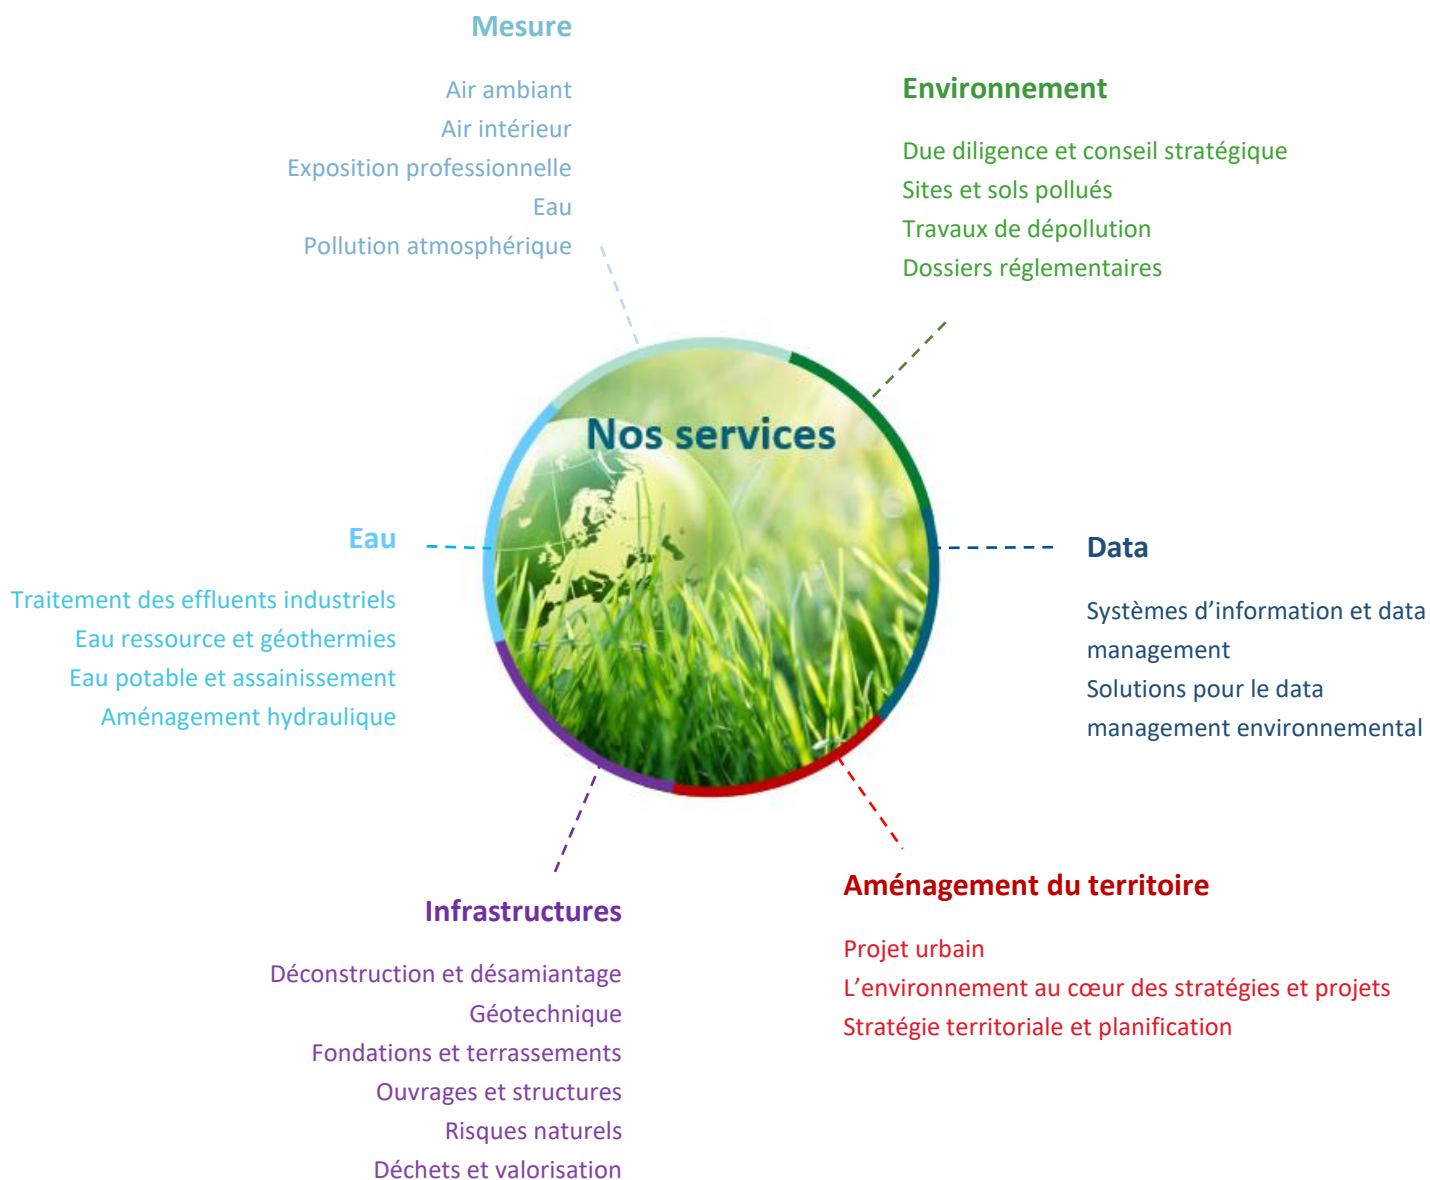 Mesure
Air ambiant
Air intérieur
Exposition professionnelle
Eau
Pollution atmosphérique
Environnement
Due diligence et conseil stratégique
Sites et sols pollués
Travaux de dépollution
Dossiers réglementaires
Nos services
Eau
Traitement des effluents industriels
Eau ressource et géothermies
Eau potable et assainissement
Aménagement hydraulique
Data
Systèmes d’information et data
management
Solutions pour le data
management environnemental
Infrastructures
Déconstruction et désamiantage
Géotechnique
Fondations et terrassements
Ouvrages et structures
Risques naturels
Déchets et valorisation
Aménagement du territoire
Projet urbain
L’environnement au cœur des stratégies et projets
Stratégie territoriale et planification